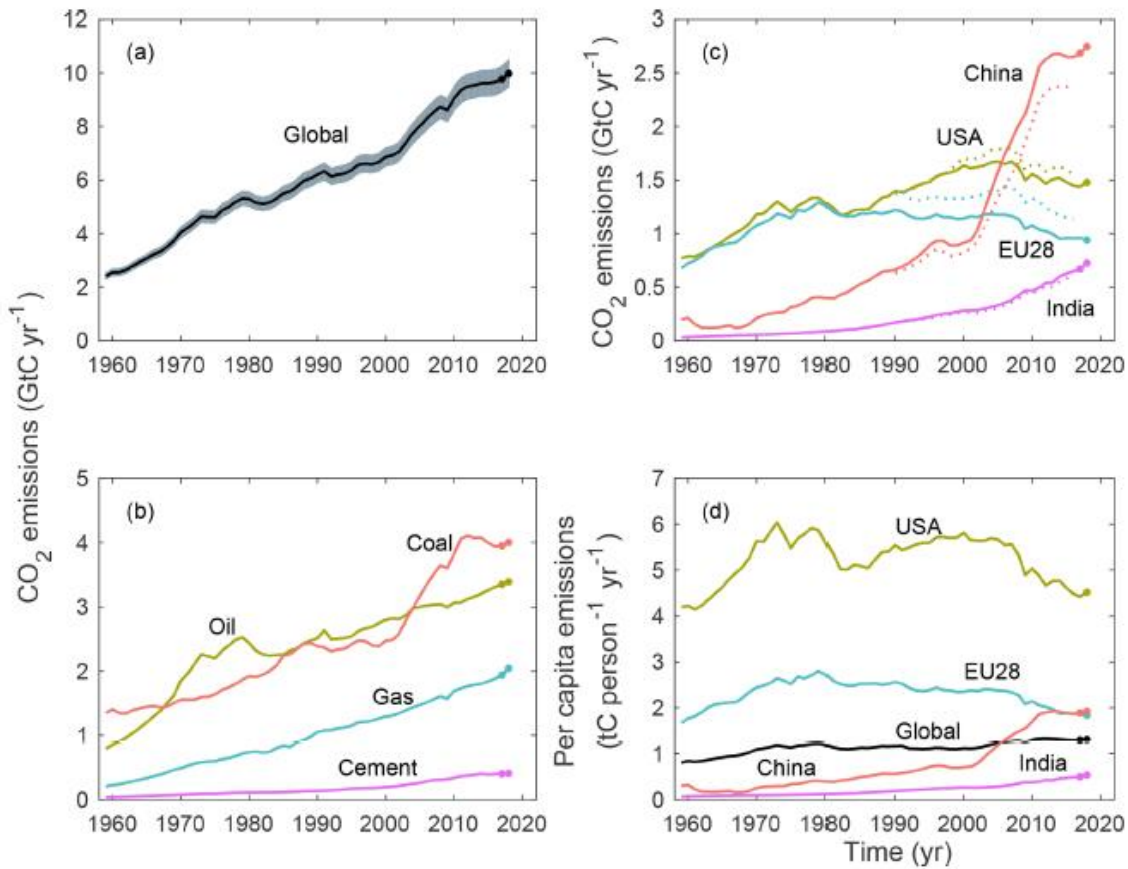 (a)
Global
12
10
8
6
4
2
0
1960 1970 1980 1990 2000 2010 2020
CO2 emissions (GtC yr-1)
(c)
China
USA
EU28
India
3
2.5
2
1.5
1
0.5
0
1960 1970 1980 1990 2000 2010 2020
CO2 emissions (GtC yr-1)
(b)
Coal
Oil
Gas
Cement
5
4
3
2
1
0
1960 1970 1980 1990 2000 2010 2020
(d)
USA
EU28
Global
China
India
7
6
5
4
3
2
1
0
1960 1970 1980 1990 2000 2010 2020
Per capita emissions
(tC person-1 yr-1)
Time (yr)